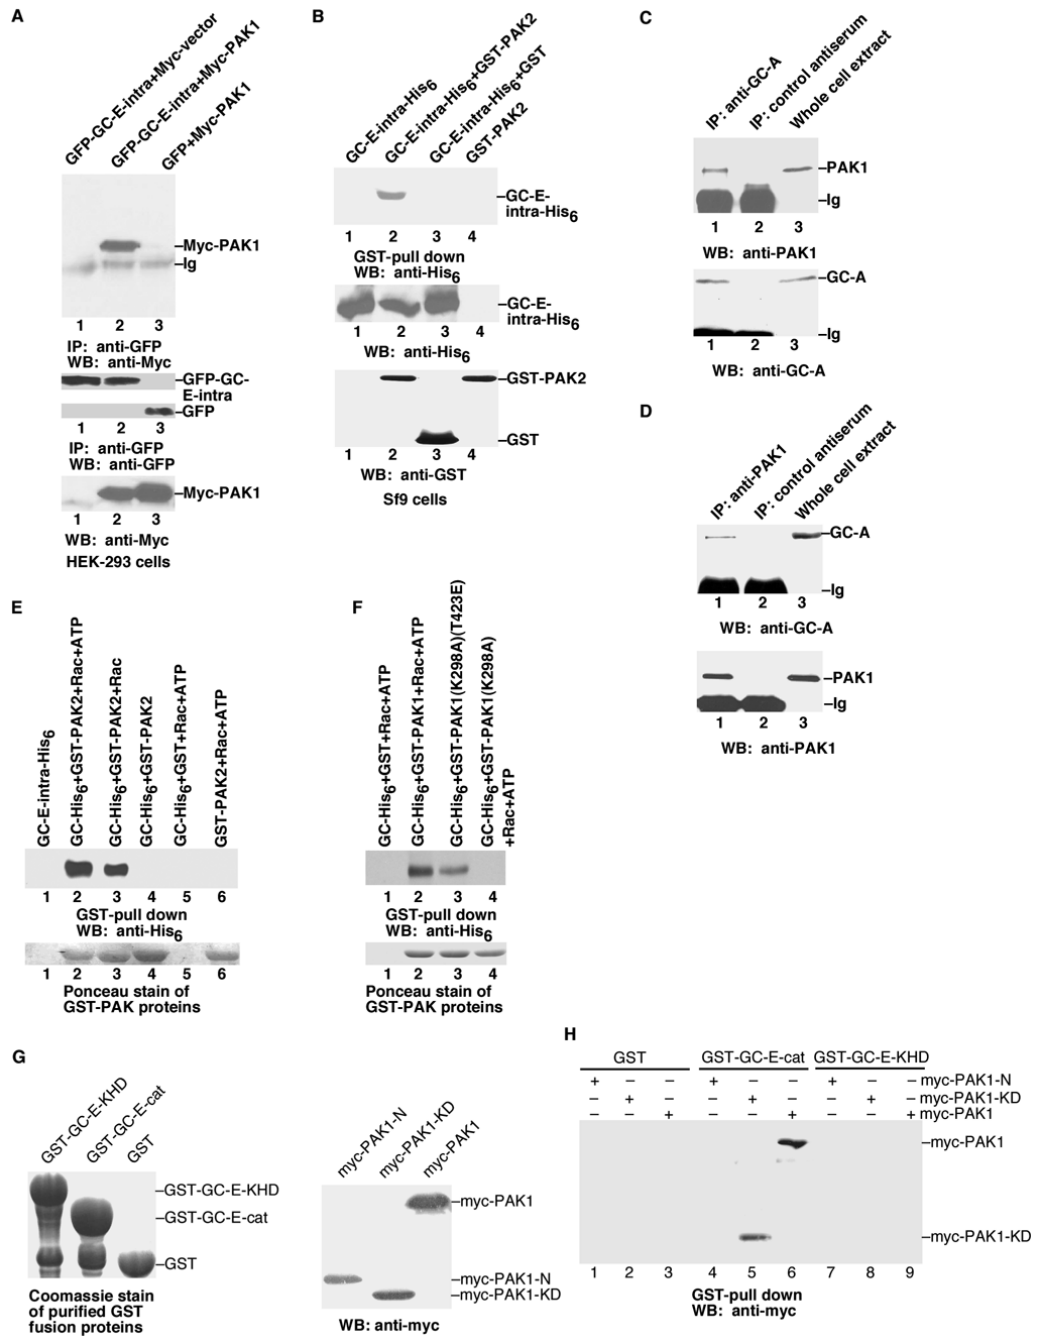 A
GFP-GC-E-intra+Myc-vector
GFP-GC-E-intra+Myc-PAK1
GFP+Myc-PAK1
Myc-PAK1
Ig
1 2 3
IP: anti-GFP
WB: anti-Myc
GFP-GC-
E-intra
GFP
1 2 3
IP: anti-GFP
WB: anti-GFP
Myc-PAK1
1 2 3
WB: anti-Myc
HEK-293 cells
B
GC-E-intra-His6
GC-E-intra-His6+GST-PAK2
GC-E-intra-His6+GST
GST-PAK2
GC-E-
intra-His6
1 2 3 4
GST-pull down
WB: anti-His6
GC-E-
intra-His6
1 2 3 4
WB: anti-His6
GST-PAK2
GST
1 2 3 4
WB: anti-GST
Sf9 cells
C
IP: anti-GC-A
IP: control antiserum
Whole cell extract
PAK1
Ig
1 2 3
WB: anti-PAK1
GC-A
Ig
1 2 3
WB: anti-GC-A
D
IP: anti-PAK1
IP: control antiserum
Whole cell extract
GC-A
Ig
1 2 3
WB: anti-GC-A
PAK1
Ig
1 2 3
WB: anti-PAK1
E
GC-E-intra-His6
GC-His6+GST-PAK2+Rac+ATP
GC-His6+GST-PAK2+Rac
GC-His6+GST-PAK2
GC-His6+GST+Rac+ATP
GST-PAK2+Rac+ATP
1 2 3 4 5 6
GST-pull down
WB: anti-His6
1 2 3 4 5 6
Ponceau stain of
GST-PAK proteins
F
GC-His6+GST+Rac+ATP
GC-His6+GST-PAK1+Rac+ATP
GC-His6+GST-PAK1(K298A)(T423E)
GC-His6+GST-PAK1(K298A)
+Rac+ATP
1 2 3 4
GST-pull down
WB: anti-His6
1 2 3 4
Ponceau stain of
GST-PAK proteins
G
GST-GC-E-KHD
GST-GC-E-cat
GST
GST-GC-E-KHD
GST-GC-E-cat
GST
Coomassie stain
of purified GST
fusion proteins
myc-PAK1-N
myc-PAK1-KD
myc-PAK1
myc-PAK1
myc-PAK1-N
myc-PAK1-KD
WB: anti-myc
H
GST GST-GC-E-cat GST-GC-E-KHD
+ – – + – – + – – myc-PAK1-N
– + – – + – – + – myc-PAK1-KD
– – + – – + – – + myc-PAK1
myc-PAK1
myc-PAK1-KD
1 2 3 4 5 6 7 8 9
GST-pull down
WB: anti-myc